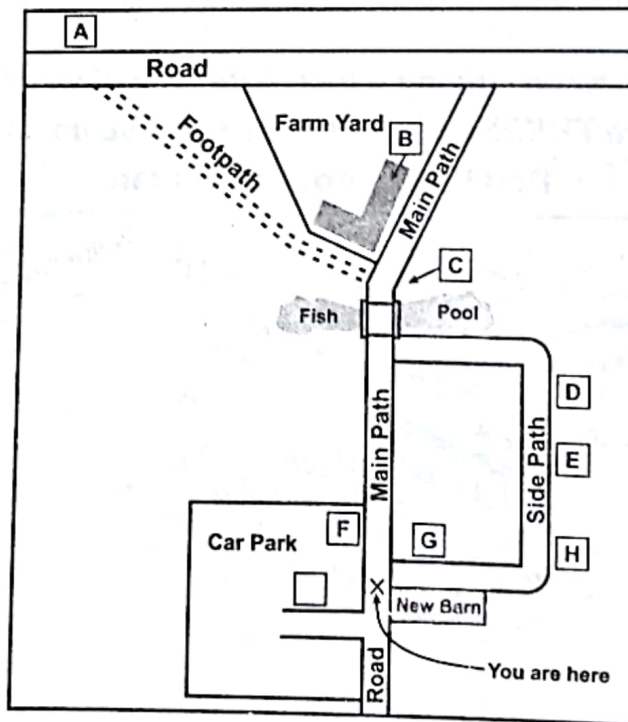 A
Road
Farm Yard
B
Footpath
Main Path
C
Fish
Pool
D
Main Path
Side Path
E
F
G
Car Park
H
New Barn
You are here
Road